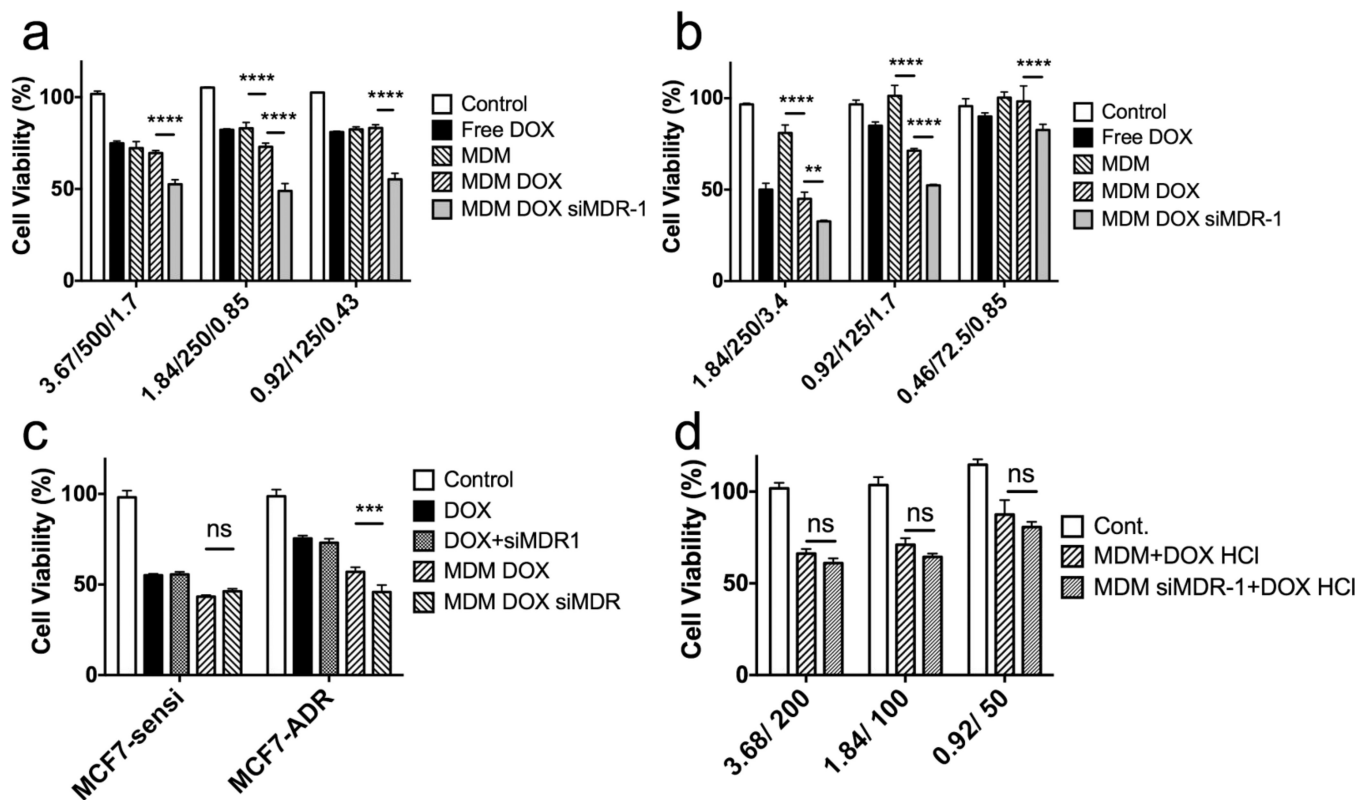 a
Cell Viability (%)
100
50
0
****
****
****
****
3.67/500/1.7
1.84/250/0.85
0.92/125/0.43
Control
Free DOX
MDM
MDM DOX
MDM DOX siMDR-1
b
Cell Viability (%)
100
50
0
****
**
****
****
****
1.84/250/3.4
0.92/125/1.7
0.46/72.5/0.85
Control
Free DOX
MDM
MDM DOX
MDM DOX siMDR-1
c
Cell Viability (%)
100
50
0
ns
***
MCF7-sensi
MCF7-ADR
Control
DOX
DOX+siMDR1
MDM DOX
MDM DOX siMDR
d
Cell Viability (%)
100
50
0
ns
ns
ns
3.68/ 200
1.84/ 100
0.92/ 50
Cont.
MDM+DOX HCl
MDM siMDR-1+DOX HCl